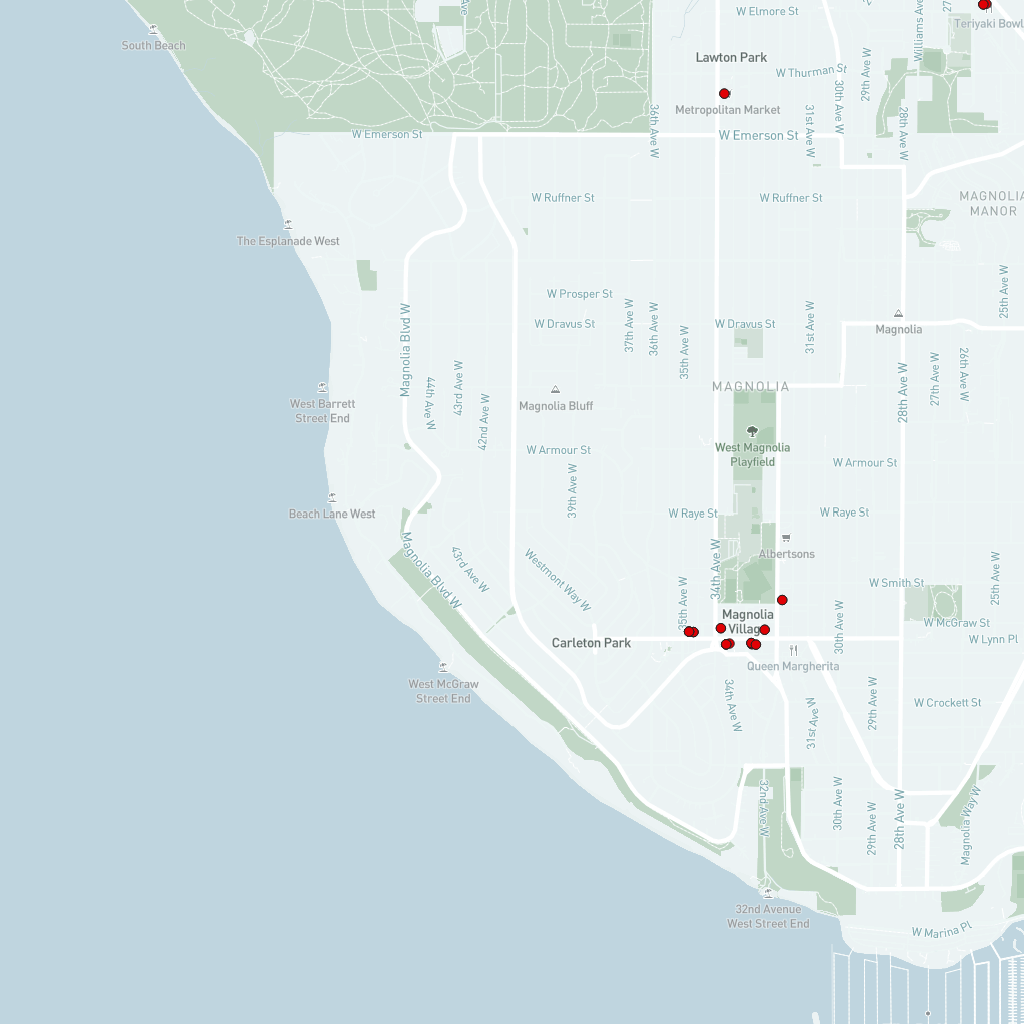 W Elmore St
Williams Ave W
Teriyaki Bowl
South Beach
Lawton Park
W Thurman St
29th Ave W
30th Ave W
Metropolitan Market
36th Ave W
31st Ave W
28th Ave W
W Emerson St
W Emerson St
W Ruffner St
W Ruffner St
MAGNOLIA
MANOR
The Esplanade West
25th Ave W
W Prosper St
37th Ave W
36th Ave W
31st Ave W
Magnolia Blvd W
W Dravus St
W Dravus St
Magnolia
35th Ave W
44th Ave W
43rd Ave W
42nd Ave W
MAGNOLIA
28th Ave W
27th Ave W
26th Ave W
West Barrett
Street End
Magnolia Bluff
West Magnolia
Playfield
W Armour St
W Armour St
39th Ave W
Beach Lane West
W Raye St
W Raye St
Albertsons
34th Ave W
Magnolia Blvd W
43rd Ave W
Westmont Way W
W Smith St
25th Ave W
35th Ave W
Magnolia
Village
30th Ave W
W McGraw St
W Lynn Pl
Carleton Park
Queen Margherita
West McGraw
Street End
34th Ave W
31st Ave W
29th Ave W
W Crockett St
32nd Ave W
30th Ave W
29th Ave W
28th Ave W
Magnolia Way W
32nd Avenue
West Street End
W Marina Pl